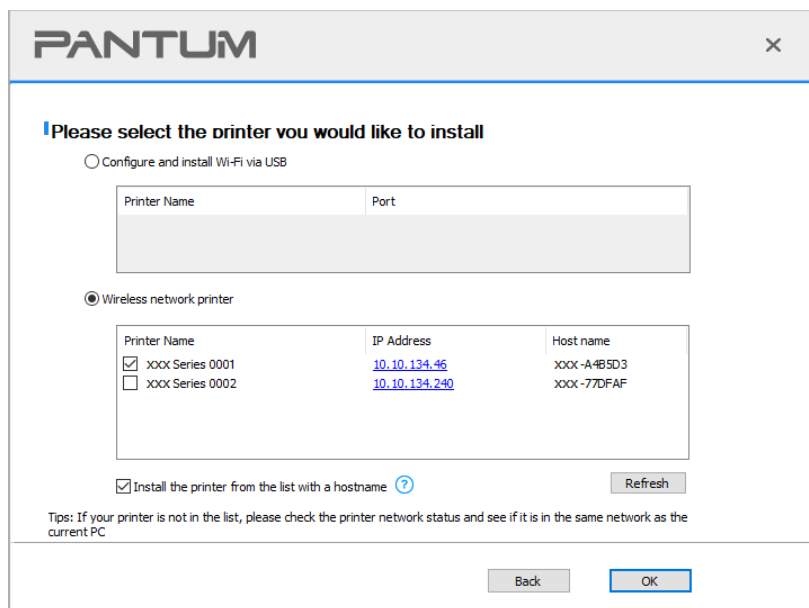 PANTUM
Please select the printer you would like to install
Configure and install Wi-Fi via USB
Printer Name Port
Wireless network printer
Printer Name IP Address Host name
XXX Series 0001 10.10.134.46 XXX -A4B5D3
XXX Series 0002 10.10.134.240 XXX -77DFAF
Install the printer from the list with a hostname ? Refresh
Tips: If your printer is not in the list, please check the printer network status and see if it is in the same network as the
current PC
Back OK